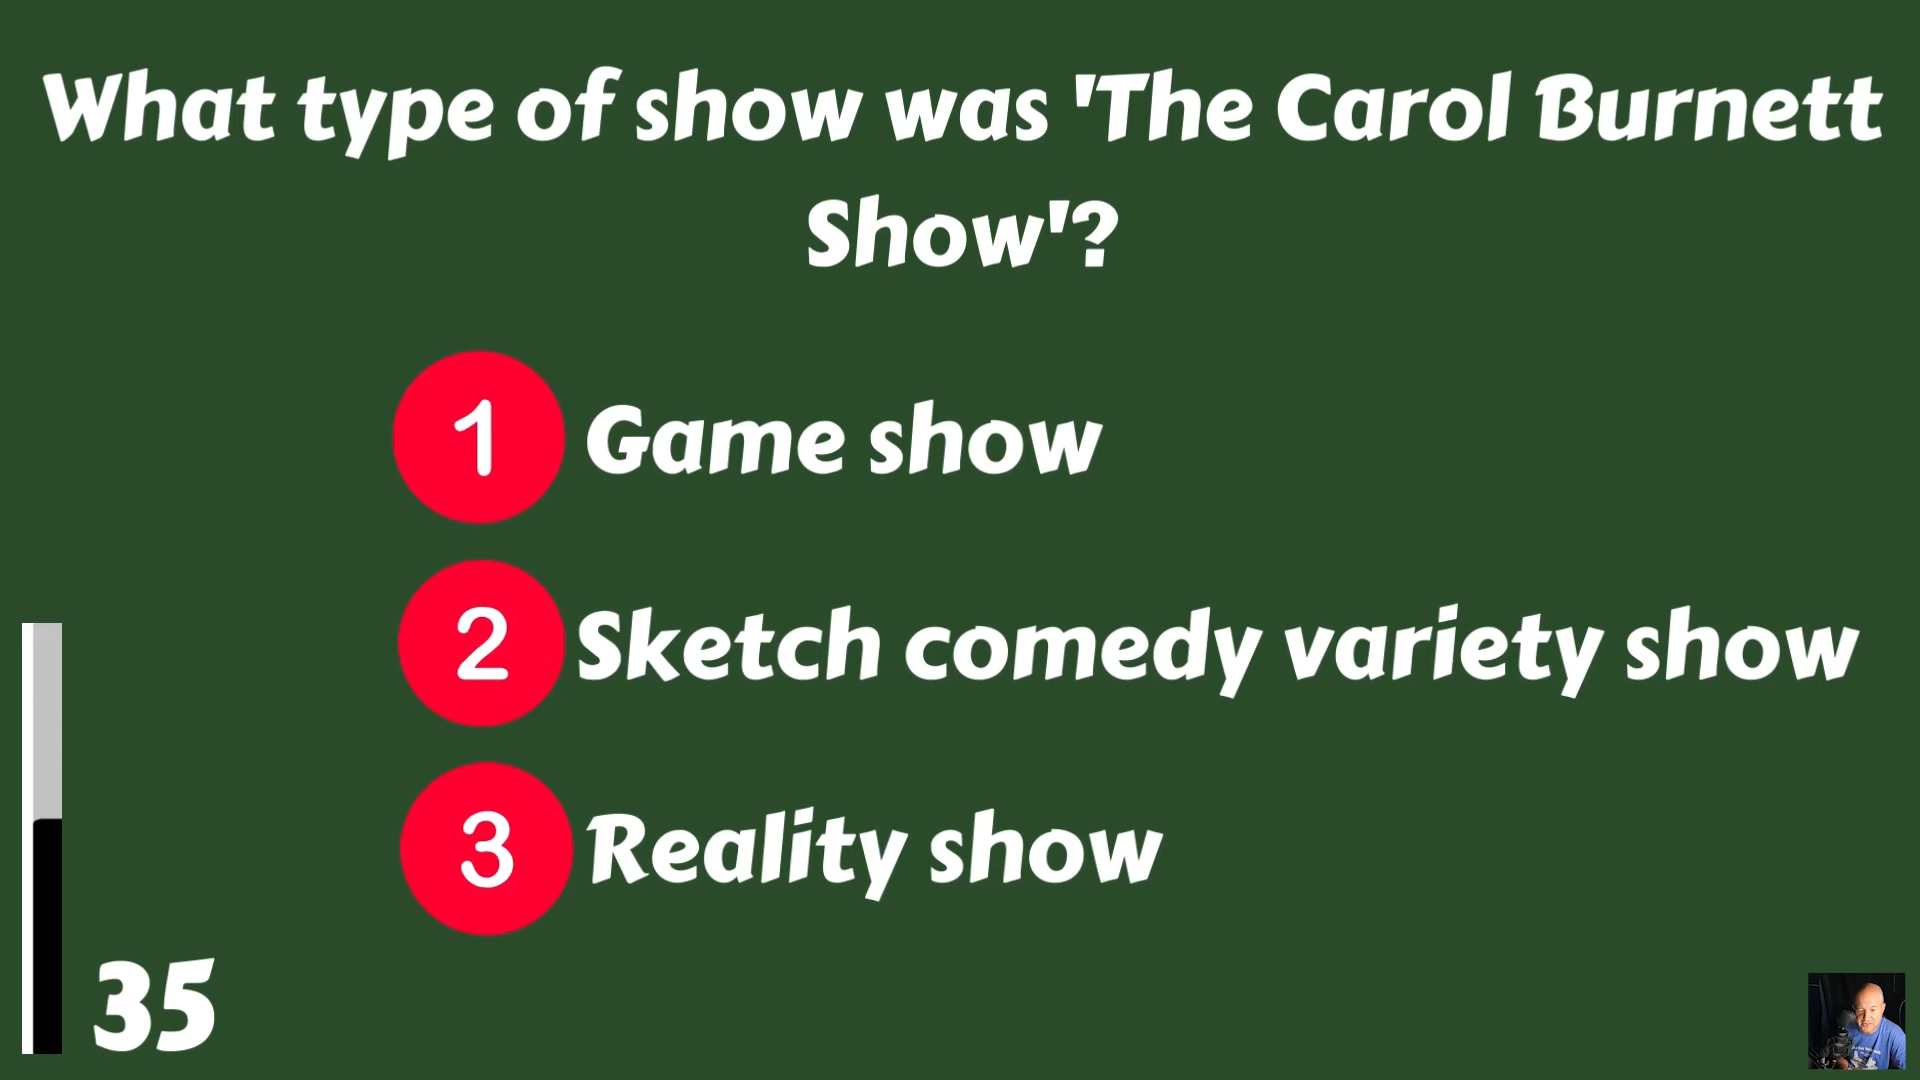 What type of show was 'The Carol Burnett
Show'?
1 Game show
2 Sketch comedy variety show
3 Reality show
35